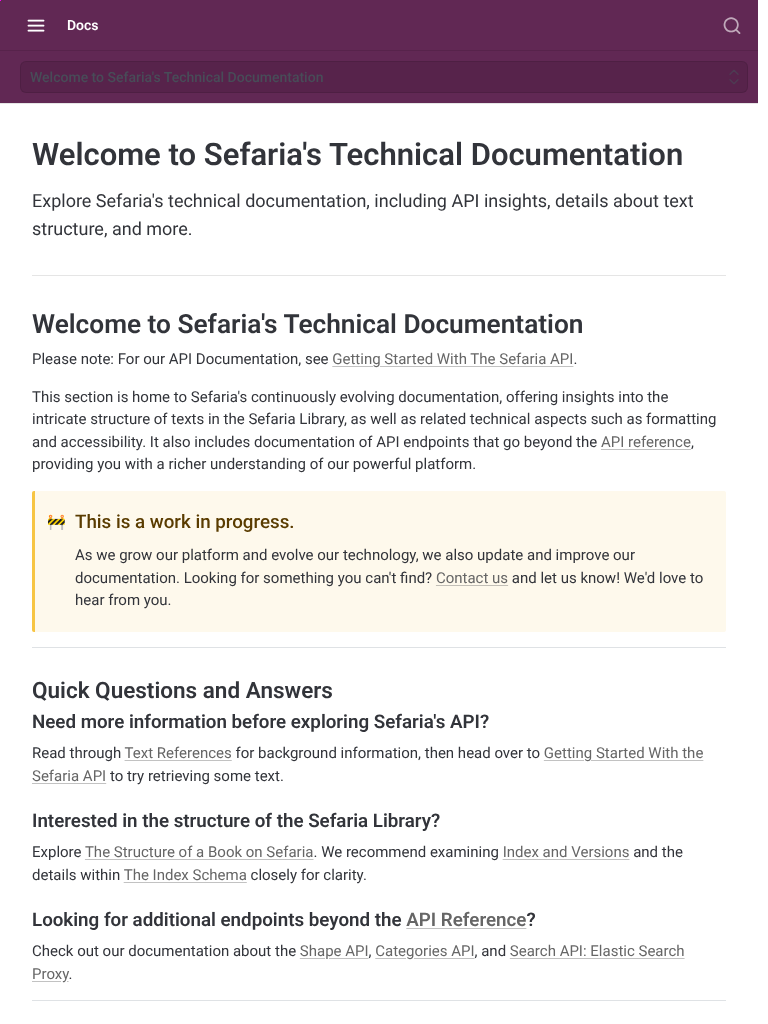 Docs
Welcome to Sefaria's Technical Documentation
Welcome to Sefaria's Technical Documentation
Explore Sefaria's technical documentation, including API insights, details about text
structure, and more.
Welcome to Sefaria's Technical Documentation
Please note: For our API Documentation, see Getting Started With The Sefaria API.
This section is home to Sefaria's continuously evolving documentation, offering insights into the
intricate structure of texts in the Sefaria Library, as well as related technical aspects such as formatting
and accessibility. It also includes documentation of API endpoints that go beyond the API reference,
providing you with a richer understanding of our powerful platform.
🚧 This is a work in progress.
As we grow our platform and evolve our technology, we also update and improve our
documentation. Looking for something you can't find? Contact us and let us know! We'd love to
hear from you.
Quick Questions and Answers
Need more information before exploring Sefaria's API?
Read through Text References for background information, then head over to Getting Started With the
Sefaria API to try retrieving some text.
Interested in the structure of the Sefaria Library?
Explore The Structure of a Book on Sefaria. We recommend examining Index and Versions and the
details within The Index Schema closely for clarity.
Looking for additional endpoints beyond the API Reference?
Check out our documentation about the Shape API, Categories API, and Search API: Elastic Search
Proxy.